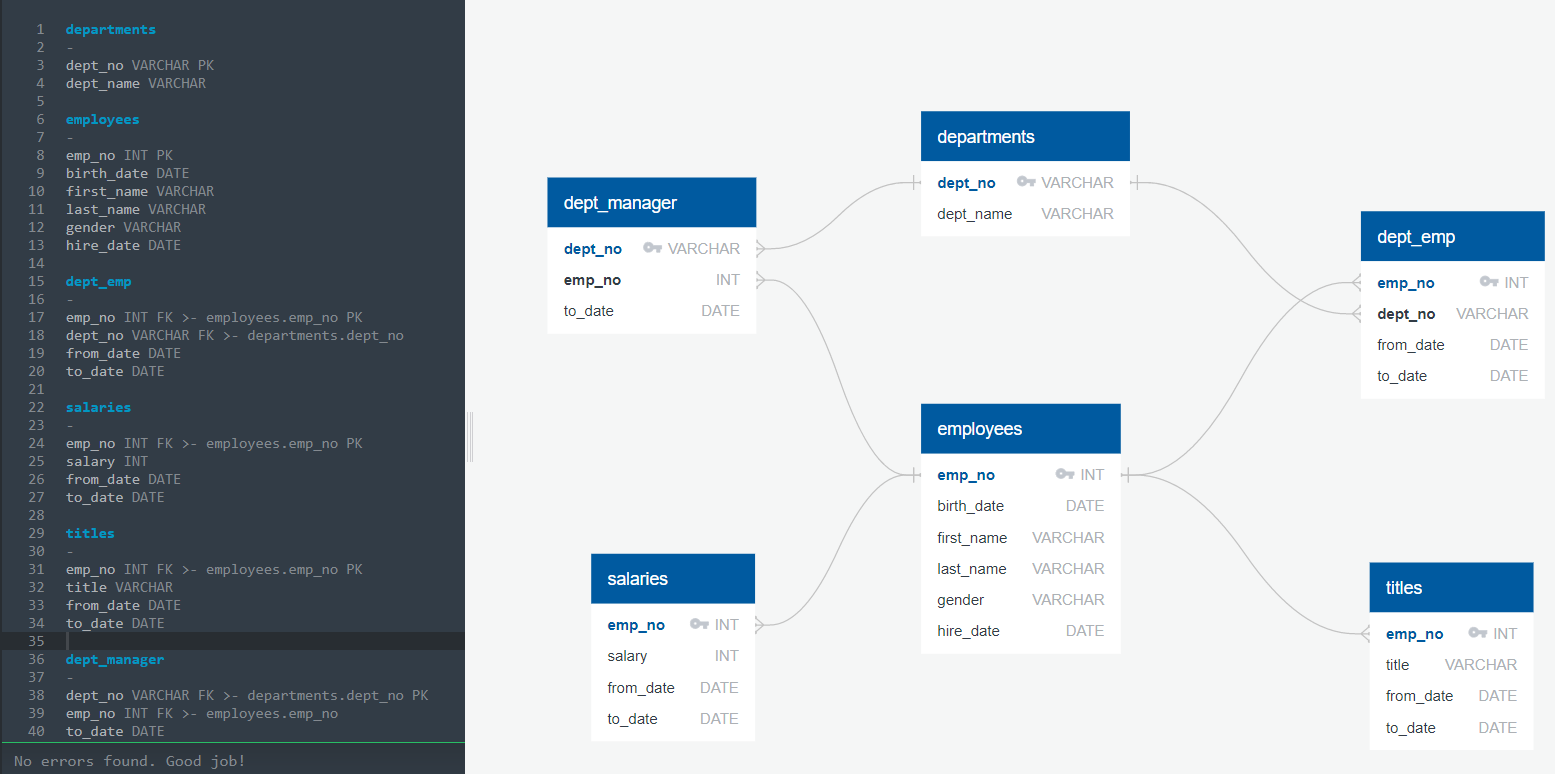 1 departments
2 -
3 dept_no VARCHAR PK
4 dept_name VARCHAR
5
6 employees
7 -
8 emp_no INT PK
9 birth_date DATE
10 first_name VARCHAR
11 last_name VARCHAR
12 gender VARCHAR
13 hire_date DATE
14
15 dept_emp
16 -
17 emp_no INT FK >- employees.emp_no PK
18 dept_no VARCHAR FK >- departments.dept_no
19 from_date DATE
20 to_date DATE
21
22 salaries
23 -
24 emp_no INT FK >- employees.emp_no PK
25 salary INT
26 from_date DATE
27 to_date DATE
28
29 titles
30 -
31 emp_no INT FK >- employees.emp_no PK
32 title VARCHAR
33 from_date DATE
34 to_date DATE
35
36 dept_manager
37 -
38 dept_no VARCHAR FK >- departments.dept_no PK
39 emp_no INT FK >- employees.emp_no
40 to_date DATE
No errors found. Good job!
dept_manager
dept_no VARCHAR
emp_no INT
to_date DATE
departments
dept_no VARCHAR
dept_name VARCHAR
dept_emp
emp_no INT
dept_no VARCHAR
from_date DATE
to_date DATE
employees
emp_no INT
birth_date DATE
first_name VARCHAR
last_name VARCHAR
gender VARCHAR
hire_date DATE
salaries
emp_no INT
salary INT
from_date DATE
to_date DATE
titles
emp_no INT
title VARCHAR
from_date DATE
to_date DATE